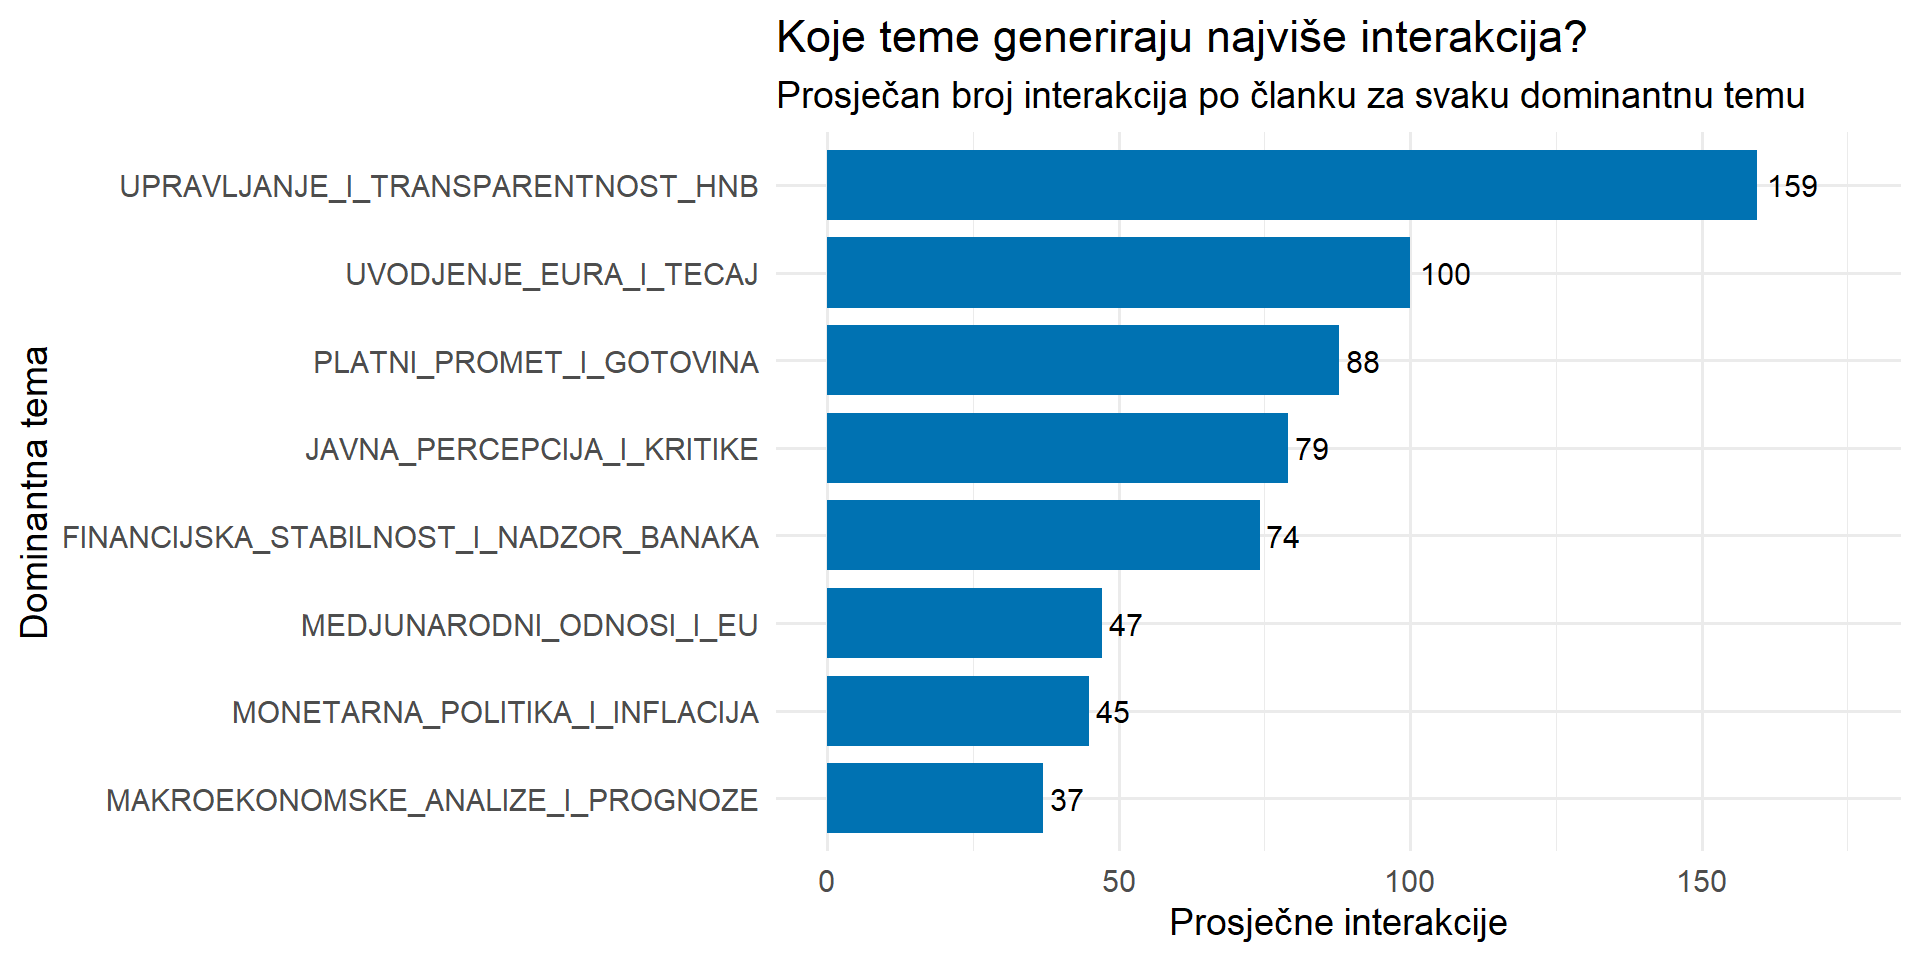 Koje teme generiraju najviše interakcija?
Prosječan broj interakcija po članku za svaku dominantnu temu
Dominantna tema
UPRAVLJANJE_I_TRANSPARENTNOST_HNB 159
UVODJENJE_EURA_I_TECAJ 100
PLATNI_PROMET_I_GOTOVINA 88
JAVNA_PERCEPCIJA_I_KRITIKE 79
FINANCIJSKA_STABILNOST_I_NADZOR_BANAKA 74
MEDJUNARODNI_ODNOSI_I_EU 47
MONETARNA_POLITIKA_I_INFLACIJA 45
MAKROEKONOMSKE_ANALIZE_I_PROGNOZE 37
0 50 100 150
Prosječne interakcije